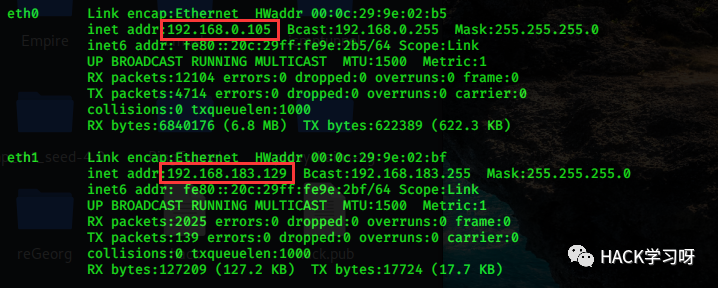 eth0 Link encap:Ethernet HWaddr 00:0c:29:9e:02:b5
inet addr:192.168.0.105 Bcast:192.168.0.255 Mask:255.255.255.0
inet6 addr: fe80::20c:29ff:fe9e:2b5/64 Scope:Link
UP BROADCAST RUNNING MULTICAST MTU:1500 Metric:1
RX packets:12104 errors:0 dropped:0 overruns:0 frame:0
TX packets:4714 errors:0 dropped:0 overruns:0 carrier:0
collisions:0 txqueuelen:1000
RX bytes:6840176 (6.8 MB) TX bytes:622389 (622.3 KB)
eth1 Link encap:Ethernet HWaddr 00:0c:29:9e:02:bf
inet addr:192.168.183.129 Bcast:192.168.183.255 Mask:255.255.255.0
inet6 addr: fe80::20c:29ff:fe9e:2bf/64 Scope:Link
UP BROADCAST RUNNING MULTICAST MTU:1500 Metric:1
RX packets:2025 errors:0 dropped:0 overruns:0 frame:0
TX packets:139 errors:0 dropped:0 overruns:0 carrier:0
collisions:0 txqueuelen:1000
RX bytes:127209 (127.2 KB) TX bytes:17724 (17.7 KB)
Empire
reGeorg
HACK学习呀